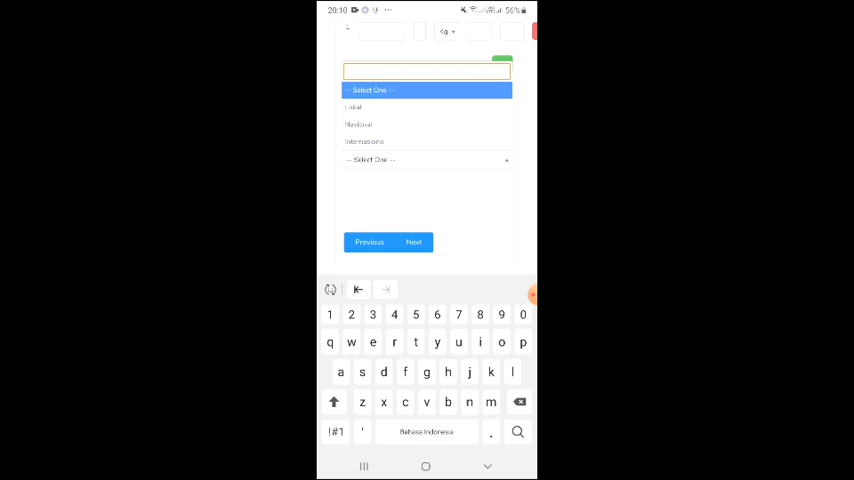 20:10 56%
Kg
-- Select One --
Lokal
Nasional
Internasional
-- Select One --
Previous Next
1 2 3 4 5 6 7 8 9 0
q w e r t y u i o p
a s d f g h j k l
z x c v b n m
!#1 ' Bahasa Indonesia .